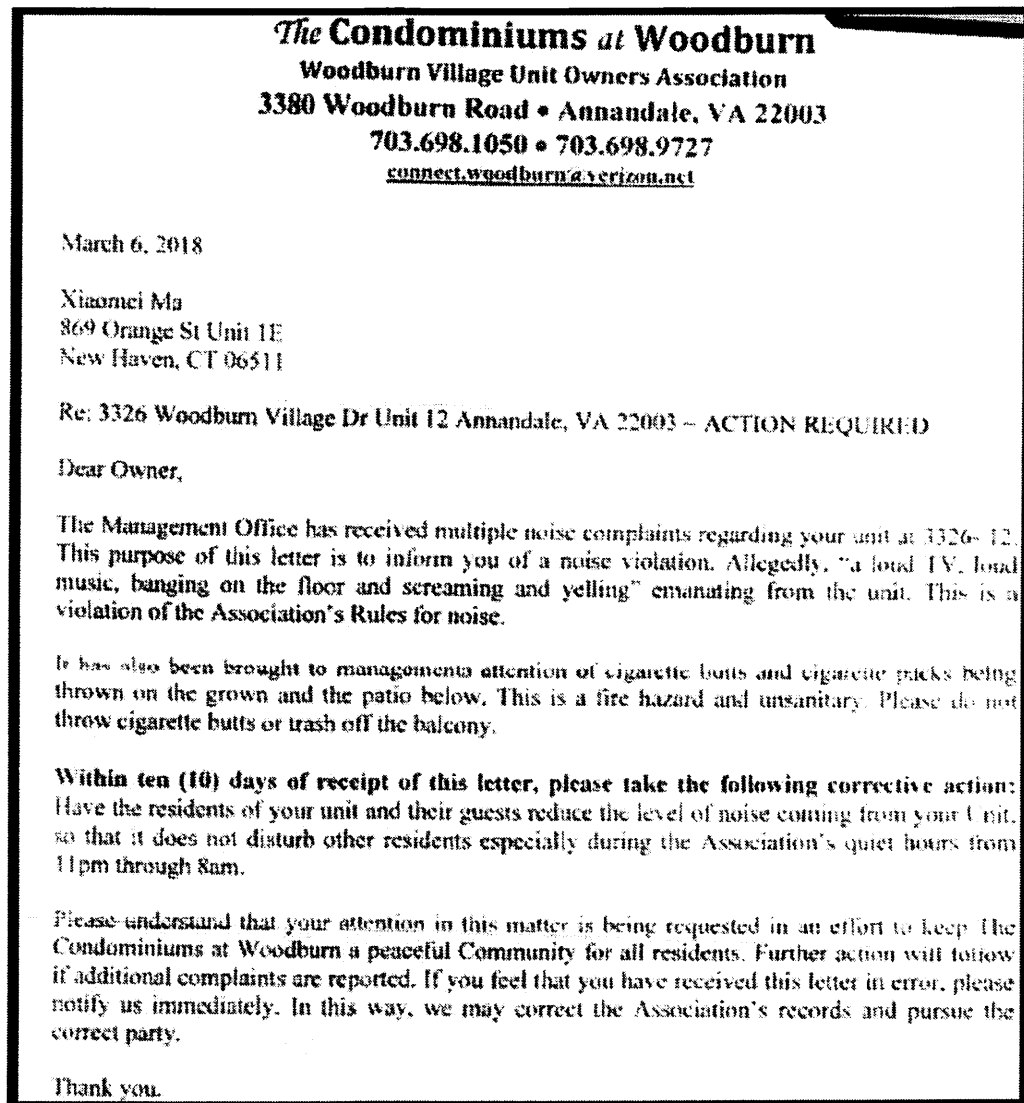 The Condominiums at Woodburn
Woodburn Village Unit Owners Association
3380 Woodburn Road • Annandale, VA 22003
703.698.1050 • 703.698.9727
connect.woodburn@verizon.net
March 6, 2018
Xiaomei Ma
869 Orange St Unit 1E
New Haven, CT 06511
Re: 3326 Woodburn Village Dr Unit 12 Annandale, VA 22003 – ACTION REQUIRED
Dear Owner,
The Management Office has received multiple noise complaints regarding your unit at 3326- 12.
This purpose of this letter is to inform you of a noise violation. Allegedly, “a loud TV, loud
music, banging on the floor and screaming and yelling” emanating from the unit. This is a
violation of the Association’s Rules for noise.
It has also been brought to managements attention of cigarette butts and cigarette packs being
thrown on the grown and the patio below. This is a fire hazard and unsanitary. Please do not
throw cigarette butts or trash off the balcony.
Within ten (10) days of receipt of this letter, please take the following corrective action:
Have the residents of your unit and their guests reduce the level of noise coming from your Unit,
so that it does not disturb other residents especially during the Association’s quiet hours from
11pm through 8am.
Please understand that your attention in this matter is being requested in an effort to keep The
Condominiums at Woodburn a peaceful Community for all residents. Further action will follow
if additional complaints are reported. If you feel that you have received this letter in error, please
notify us immediately. In this way, we may correct the Association’s records and pursue the
correct party.
Thank you.